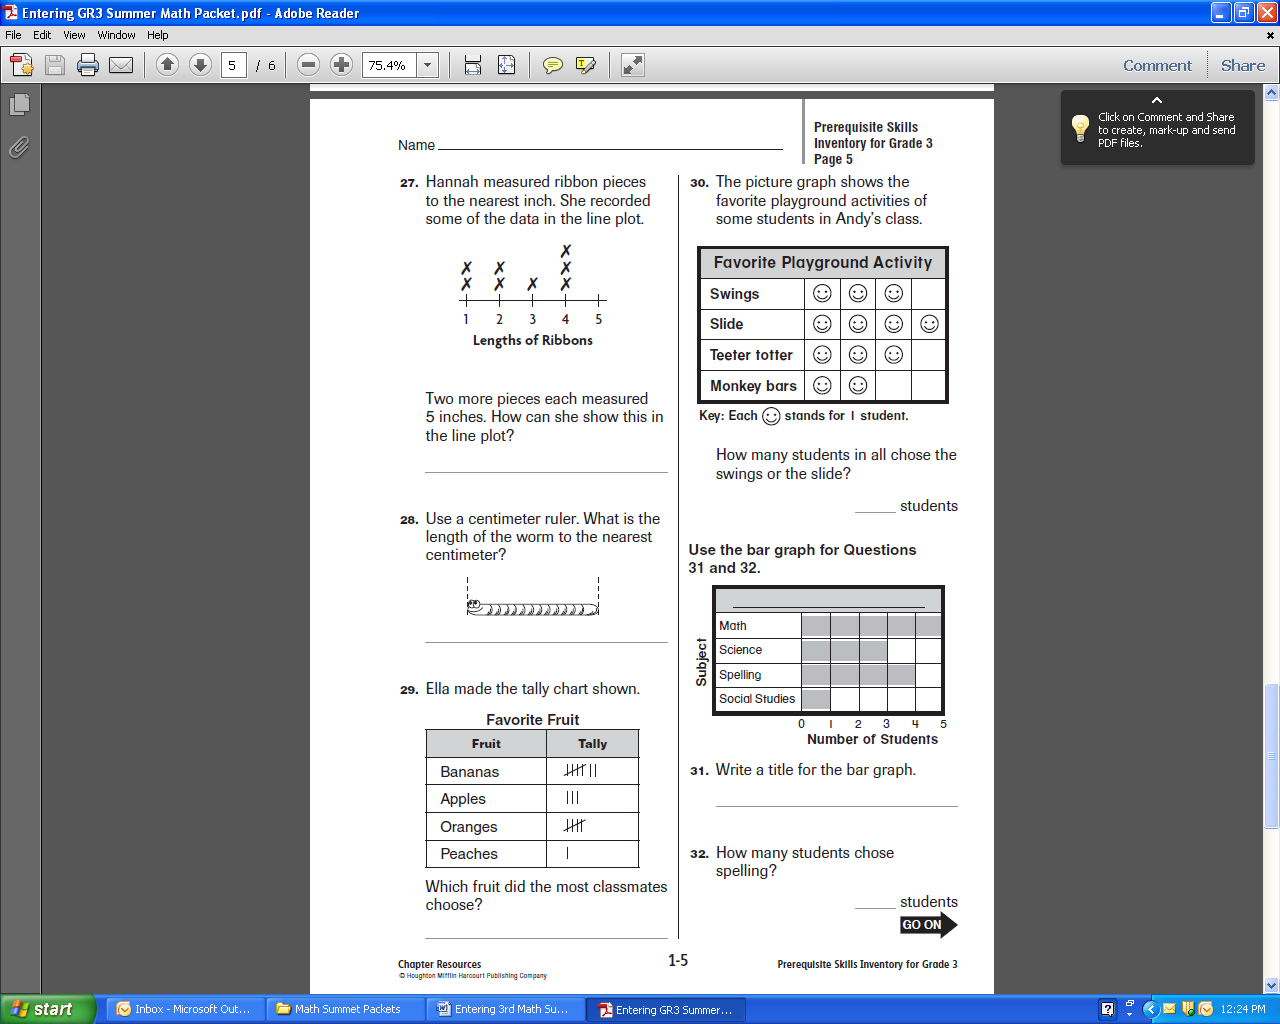 Entering GR3 Summer Math Packet.pdf - Adobe Reader
File Edit View Window Help
5 / 6 75.4% Comment Share
Click on Comment and Share
to create, mark-up and send
PDF files.
Name
Prerequisite Skills
Inventory for Grade 3
Page 5
27. Hannah measured ribbon pieces
to the nearest inch. She recorded
some of the data in the line plot.
1 2 3 4 5
Lengths of Ribbons
Two more pieces each measured
5 inches. How can she show this in
the line plot?
28. Use a centimeter ruler. What is the
length of the worm to the nearest
centimeter?
29. Ella made the tally chart shown.
Favorite Fruit
Fruit Tally
Bananas
Apples
Oranges
Peaches
Which fruit did the most classmates
choose?
30. The picture graph shows the
favorite playground activities of
some students in Andy's class.
Favorite Playground Activity
Swings
Slide
Teeter totter
Monkey bars
Key: Each stands for 1 student.
How many students in all chose the
swings or the slide?
students
Use the bar graph for Questions
31 and 32.
Subject
Math
Science
Spelling
Social Studies
0 1 2 3 4 5
Number of Students
31. Write a title for the bar graph.
32. How many students chose
spelling?
students
GO ON
Chapter Resources
© Houghton Mifflin Harcourt Publishing Company
1-5
Prerequisite Skills Inventory for Grade 3
start Inbox - Microsoft Out... Math Summet Packets Entering 3rd Math Su... Entering GR3 Summer... 12:24 PM